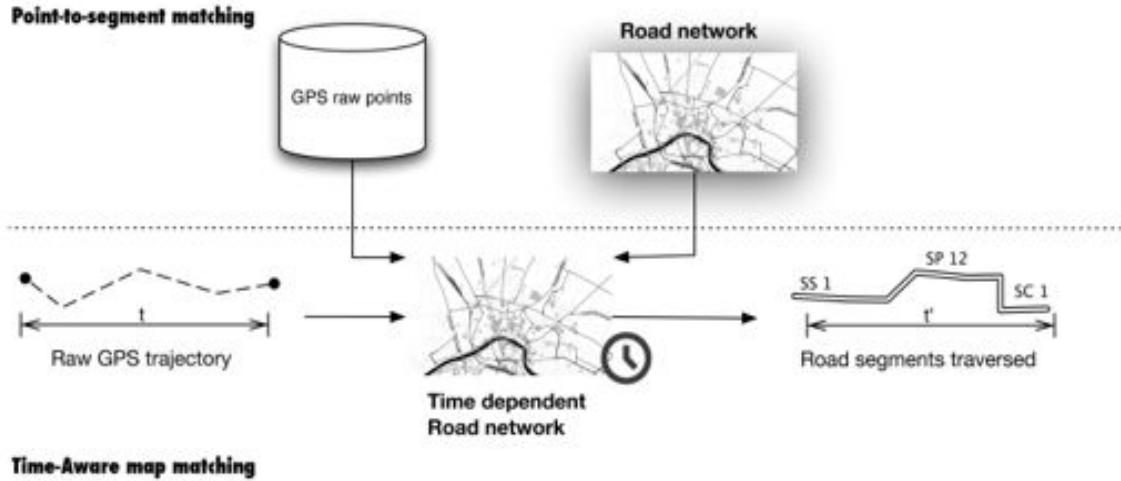 Point-to-segment matching
Road network
GPS raw points
SP 12
SS 1
SC 1
t
t'
Raw GPS trajectory
Road segments traversed
Time dependent
Road network
Time-Aware map matching